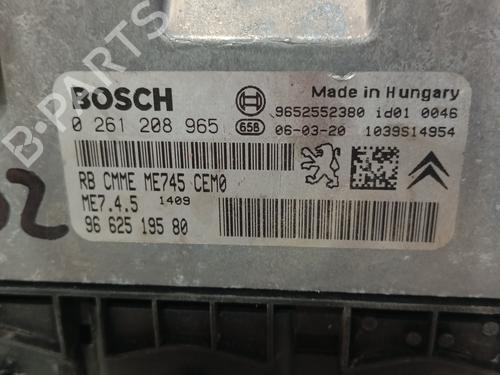 B-PARTS
BOSCH
Made in Hungary
9652552380 id01 0046
0 261 208 965
658
06-03-20 1039S14954
RB CMME ME745 CEM0
ME7.4.5 1409
96 625 195 80